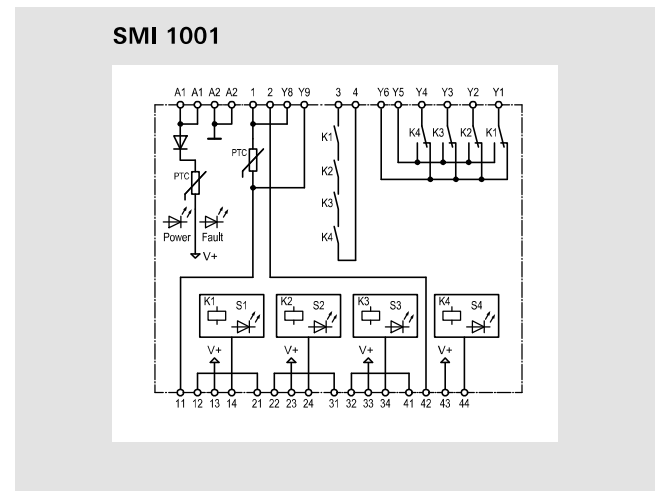 SMI 1001
A1 A1 A2 A2 1 2 Y8 Y9 3 4 Y6 Y5 Y4 Y3 Y2 Y1
K4 K3 K2 K1
K1
PTC
K2
PTC
K3
K4
Power Fault
V+
K1 S1 K2 S2 K3 S3 K4 S4
V+ V+ V+ V+
11 12 13 14 21 22 23 24 31 32 33 34 41 42 43 44